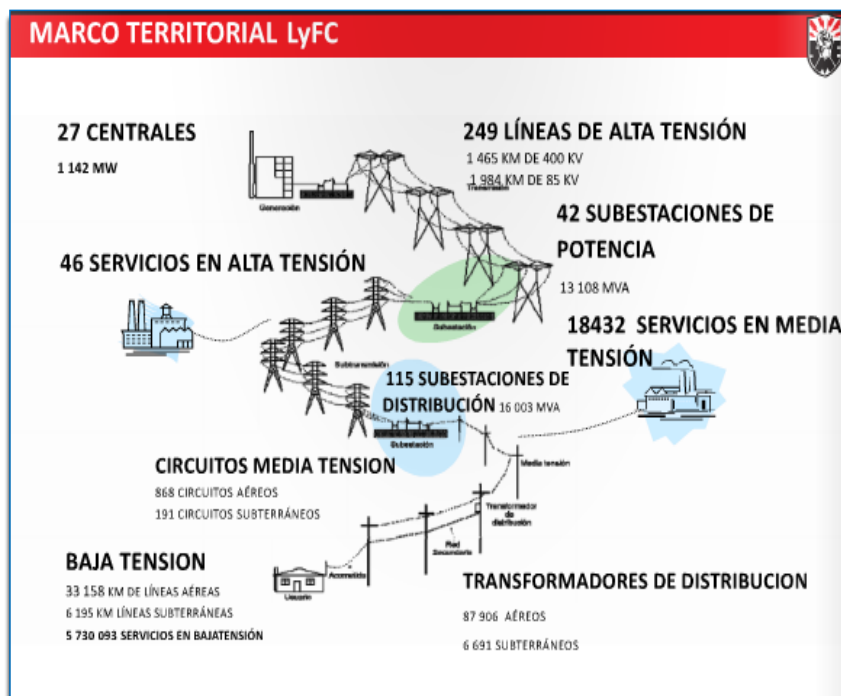 MARCO TERRITORIAL LyFC
27 CENTRALES
1 142 MW
249 LÍNEAS DE ALTA TENSIÓN
1 465 KM DE 400 KV
1 984 KM DE 85 KV
Transmisión
Generación
42 SUBESTACIONES DE
POTENCIA
13 108 MVA
46 SERVICIOS EN ALTA TENSIÓN
Subestación
18432 SERVICIOS EN MEDIA
TENSIÓN
Subtransmisión
115 SUBESTACIONES DE
DISTRIBUCIÓN 16 003 MVA
Subestación
CIRCUITOS MEDIA TENSION
868 CIRCUITOS AÉREOS
191 CIRCUITOS SUBTERRÁNEOS
Media tensión
Transformador
de
distribución
Red
Secundaria
Acometida
Usuario
BAJA TENSION
33 158 KM DE LÍNEAS AÉREAS
6 195 KM LÍNEAS SUBTERRÁNEAS
5 730 093 SERVICIOS EN BAJATENSIÓN
TRANSFORMADORES DE DISTRIBUCION
87 906 AÉREOS
6 691 SUBTERRÁNEOS